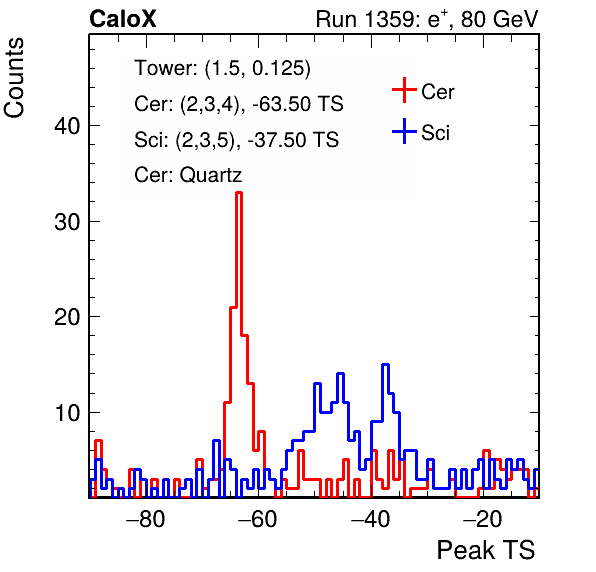 CaloX Run 1359: e⁺, 80 GeV
Counts
Tower: (1.5, 0.125)
Cer: (2,3,4), -63.50 TS
Sci: (2,3,5), -37.50 TS
Cer: Quartz
Cer
Sci
40
30
20
10
−80 −60 −40 −20
Peak TS